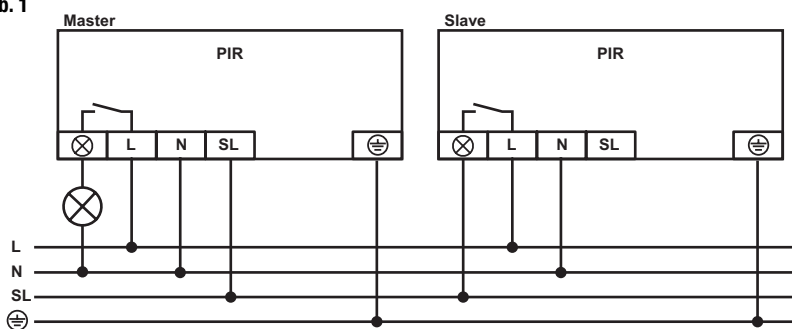 b. 1
Master
Slave
PIR
PIR
L N SL
L N SL
L
N
SL